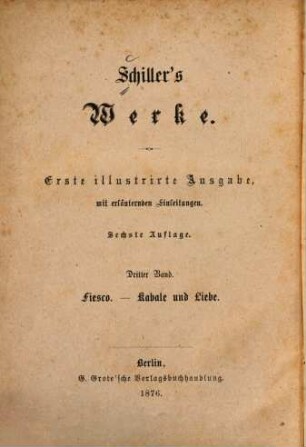 Schiller's
Werke.
Erste illustrirte Ausgabe,
mit erläuternden Einleitungen.
Sechste Auflage.
Dritter Band.
Fiesco. — Kabale und Liebe.
Berlin,
G. Grote'sche Verlagsbuchhandlung.
1876.